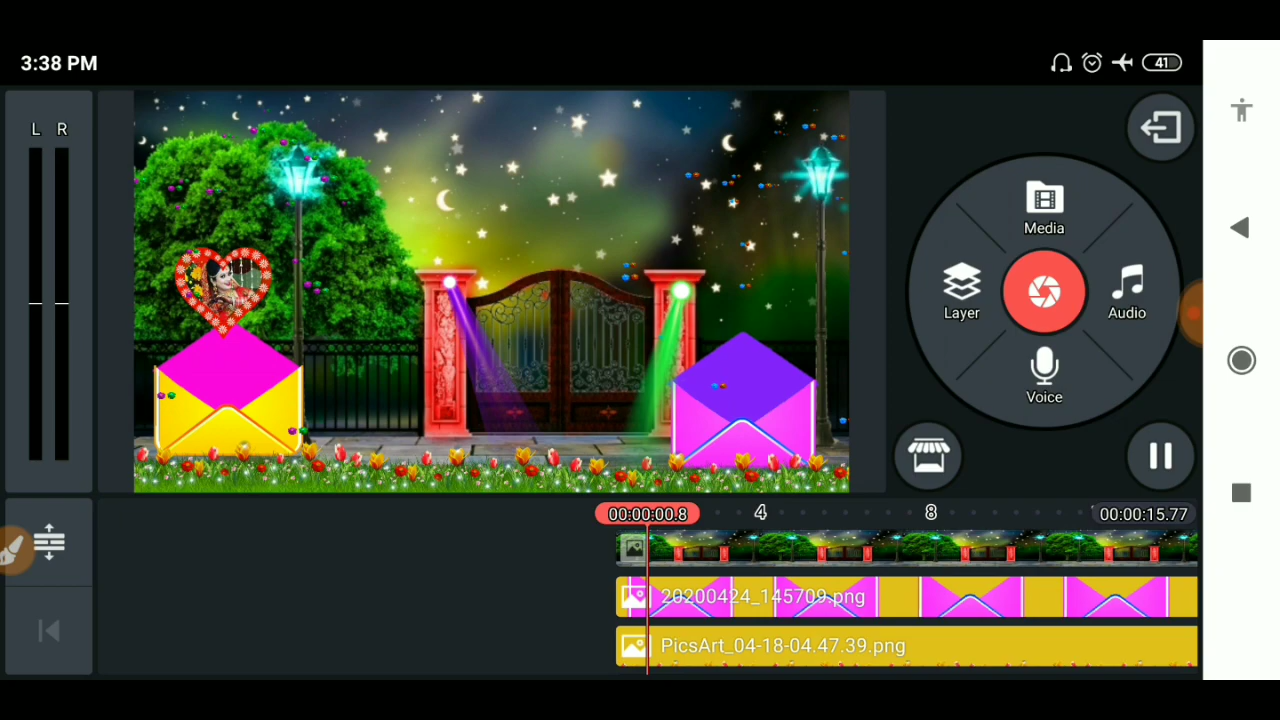 3:38 PM
41
L R
Media
Layer
Audio
Voice
00:00:00.8
4
8
00:00:15.77
20200424_145709.png
PicsArt_04-18-04.47.39.png